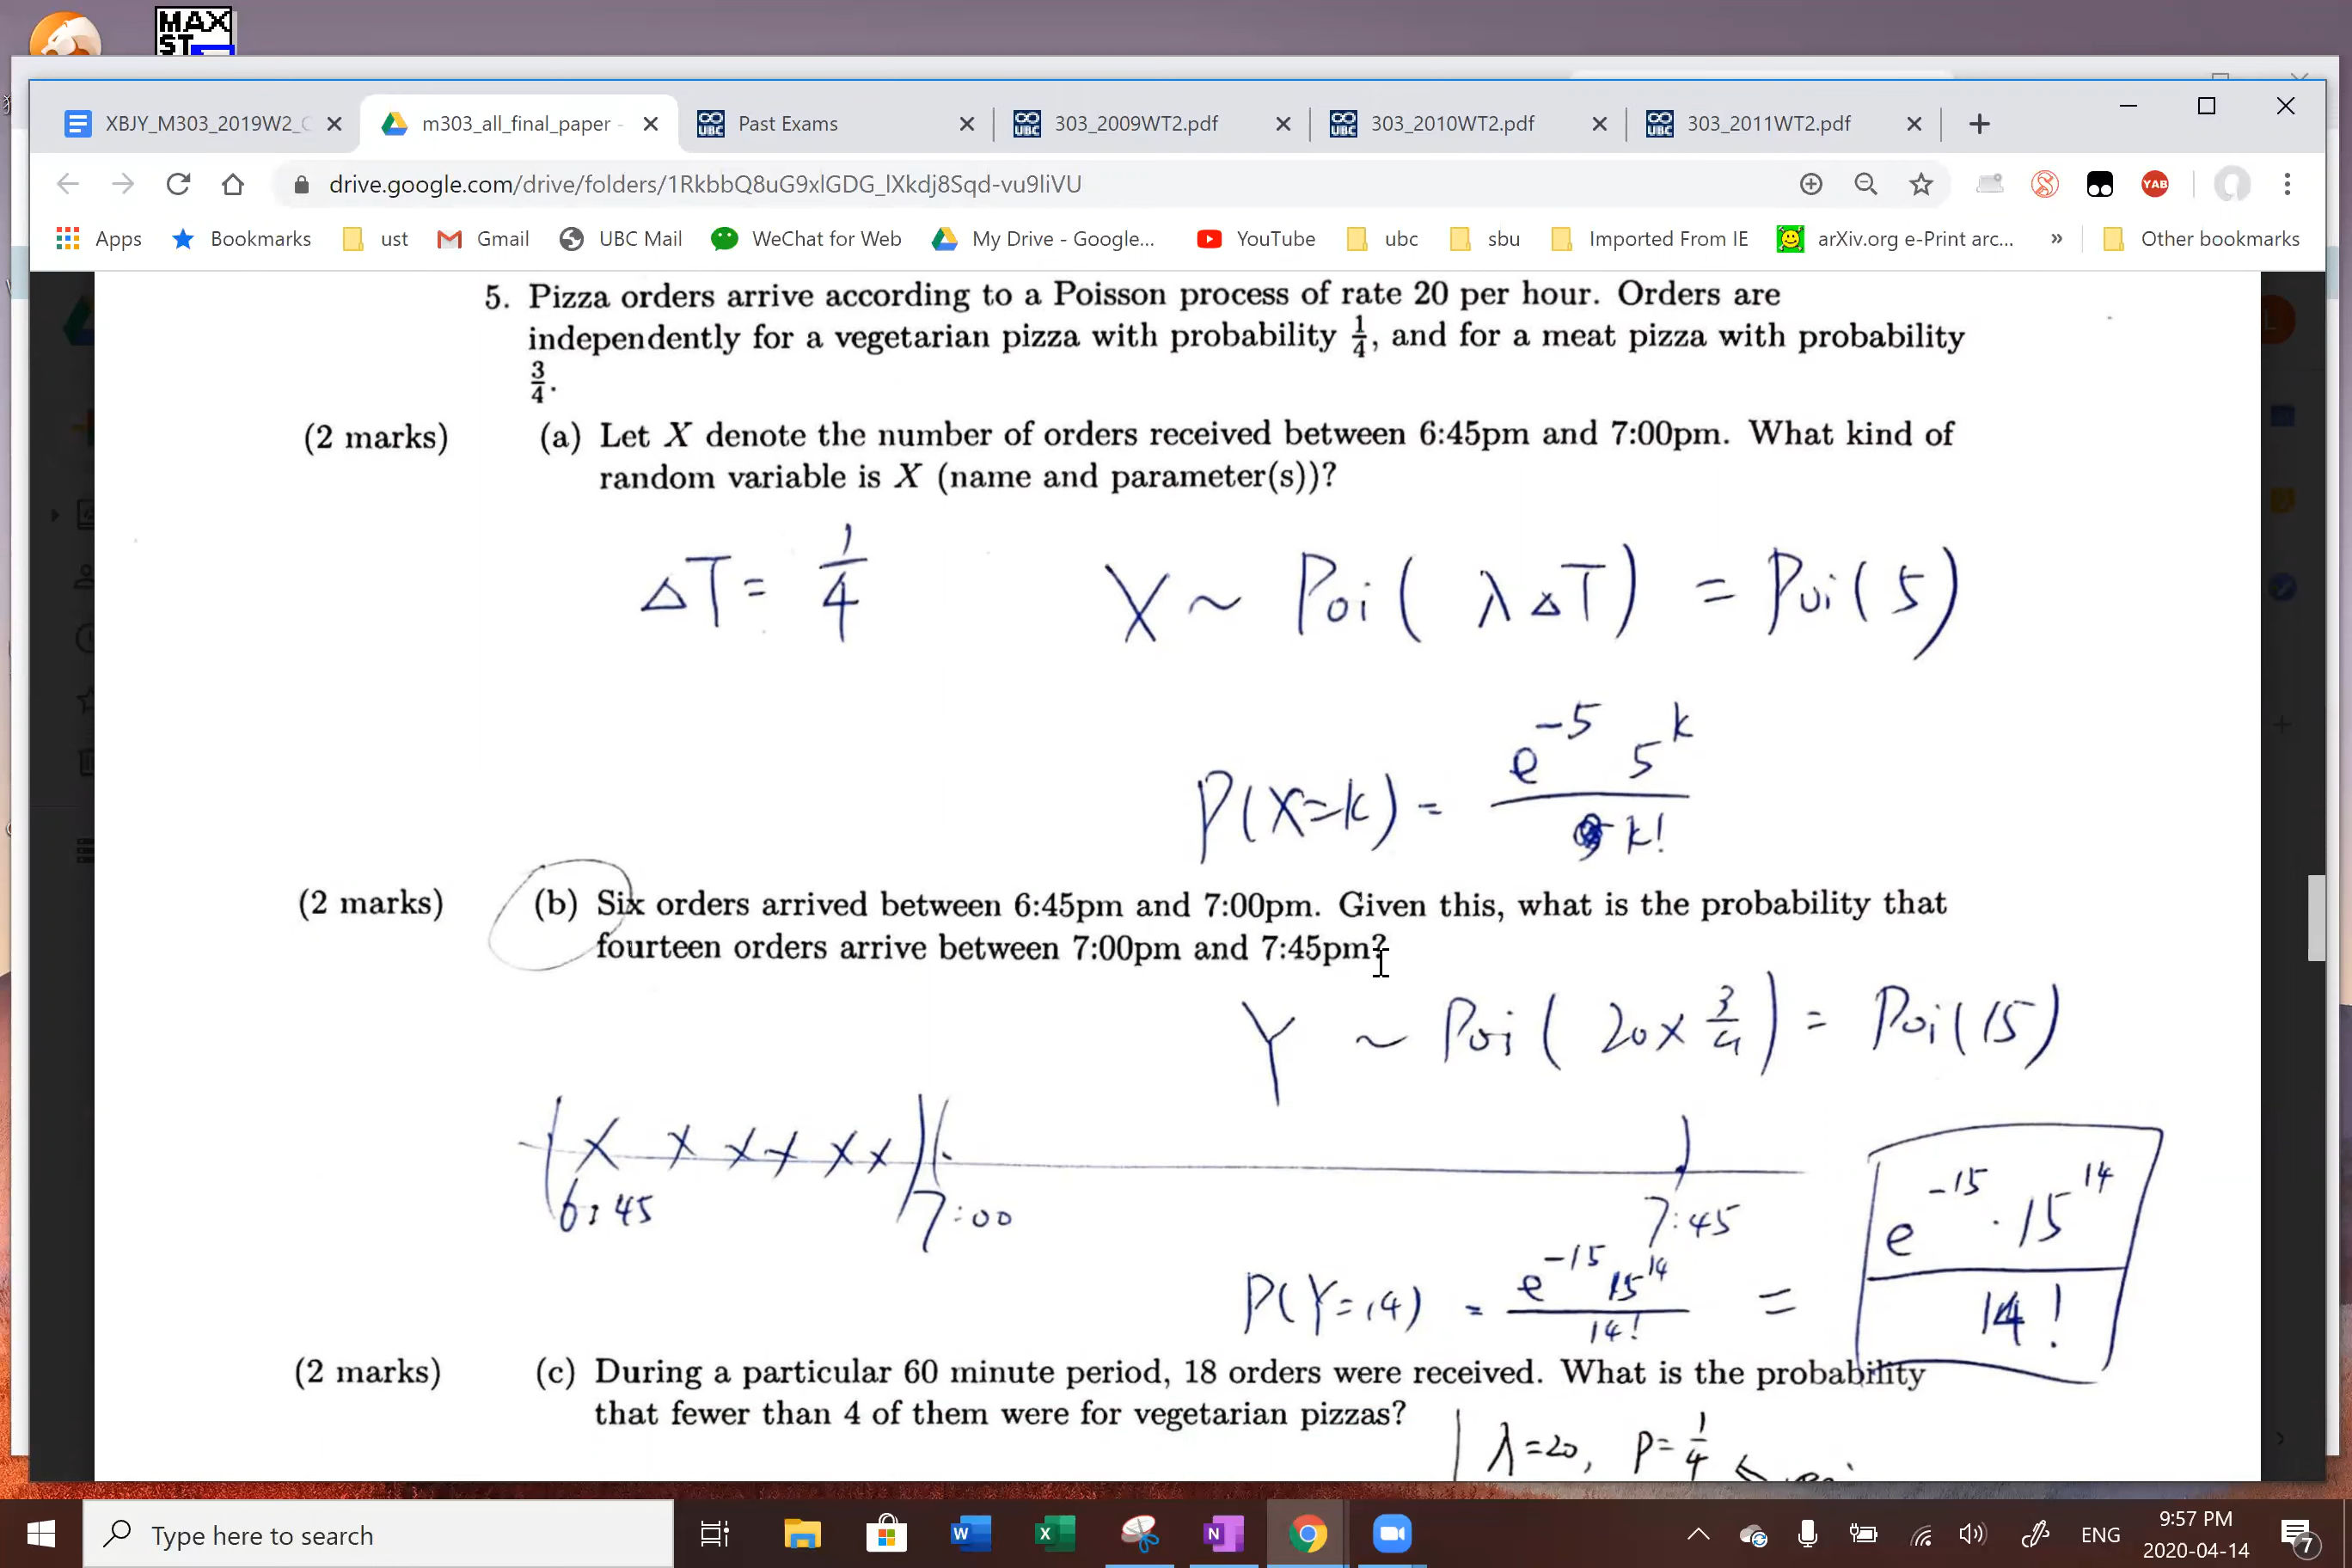 MAX
ST
XBJY_M303_2019W2_
m303_all_final_paper -
Past Exams
303_2009WT2.pdf
303_2010WT2.pdf
303_2011WT2.pdf
drive.google.com/drive/folders/1RkbbQ8uG9xlGDG_lXkdj8Sqd-vu9liVU
YAB
Apps
Bookmarks
ust
Gmail
UBC Mail
WeChat for Web
My Drive - Google...
YouTube
ubc
sbu
Imported From IE
arXiv.org e-Print arc...
»
Other bookmarks
5. Pizza orders arrive according to a Poisson process of rate 20 per hour. Orders are
independently for a vegetarian pizza with probability 1/4, and for a meat pizza with probability
3/4.
(2 marks) (a) Let X denote the number of orders received between 6:45pm and 7:00pm. What kind of
random variable is X (name and parameter(s))?
△T = 1/4 X ~ Poi( λ△T ) = Poi(5)
P(X=k) = e^-5 5^k / k!
(2 marks) (b) Six orders arrived between 6:45pm and 7:00pm. Given this, what is the probability that
fourteen orders arrive between 7:00pm and 7:45pm?
Y ~ Poi( 20 x 3/4 ) = Poi(15)
x x x x x x
6:45 7:00 7:45
P(Y=14) = e^-15 15^14 / 14! = e^-15 · 15^14 / 14!
(2 marks) (c) During a particular 60 minute period, 18 orders were received. What is the probability
that fewer than 4 of them were for vegetarian pizzas?
λ=20, P=1/4
Type here to search
ENG
9:57 PM
2020-04-14
7